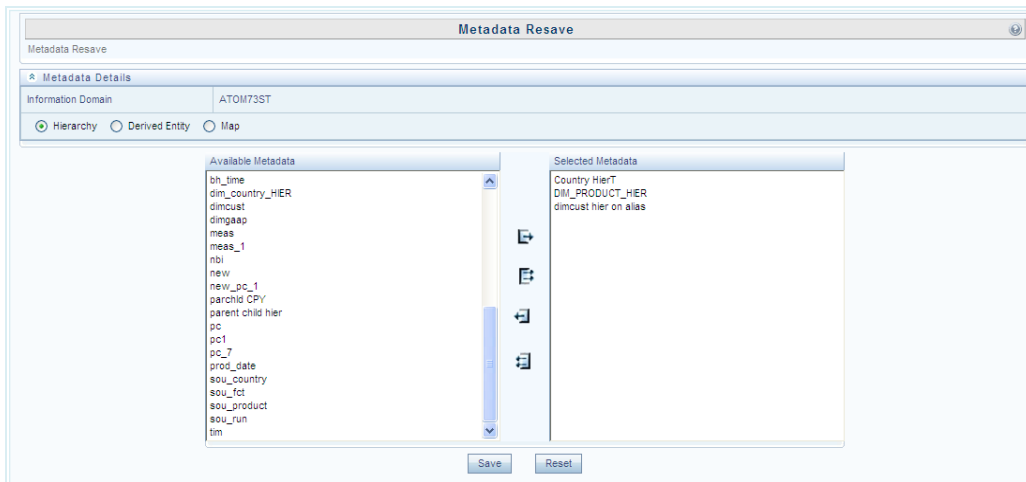 Metadata Resave
Metadata Resave
Metadata Details
Information Domain ATOM73ST
Hierarchy Derived Entity Map
Available Metadata
bh_time
dim_country_HIER
dimcust
dimgaap
meas
meas_1
nbi
new
new_pc_1
parchld CPY
parent child hier
pc
pc1
pc_7
prod_date
sou_country
sou_fct
sou_product
sou_run
tim
Selected Metadata
Country HierT
DIM_PRODUCT_HIER
dimcust hier on alias
Save Reset